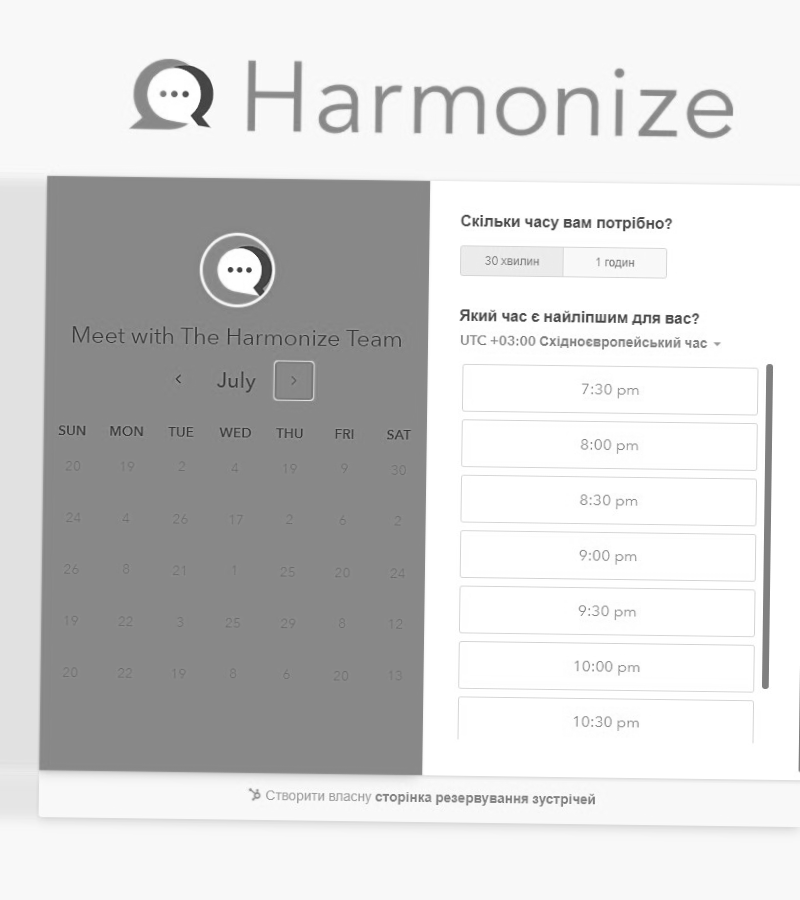 Harmonize
Meet with The Harmonize Team
July
SUN MON TUE WED THU FRI SAT
20 19 2 4 19 9 30
24 4 26 17 2 6 2
26 8 21 1 25 20 24
19 22 3 25 29 8 12
20 22 19 8 6 20 13
Скільки часу вам потрібно?
30 хвилин 1 годин
Який час є найліпшим для вас?
UTC +03:00 Східноєвропейський час
7:30 pm
8:00 pm
8:30 pm
9:00 pm
9:30 pm
10:00 pm
10:30 pm
Створити власну сторінка резервування зустрічей